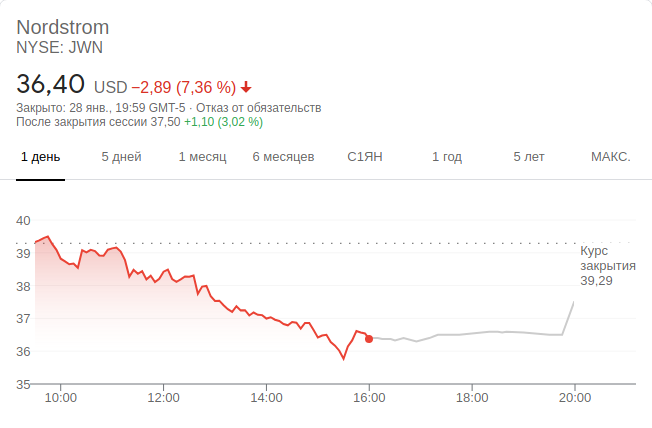 Nordstrom
NYSE: JWN
36,40 USD −2,89 (7,36 %)
Закрыто: 28 янв., 19:59 GMT-5 · Отказ от обязательств
После закрытия сессии 37,50 +1,10 (3,02 %)
1 день 5 дней 1 месяц 6 месяцев С1ЯН 1 год 5 лет МАКС.
40
39
38
37
36
35
Курс
закрытия
39,29
10:00 12:00 14:00 16:00 18:00 20:00